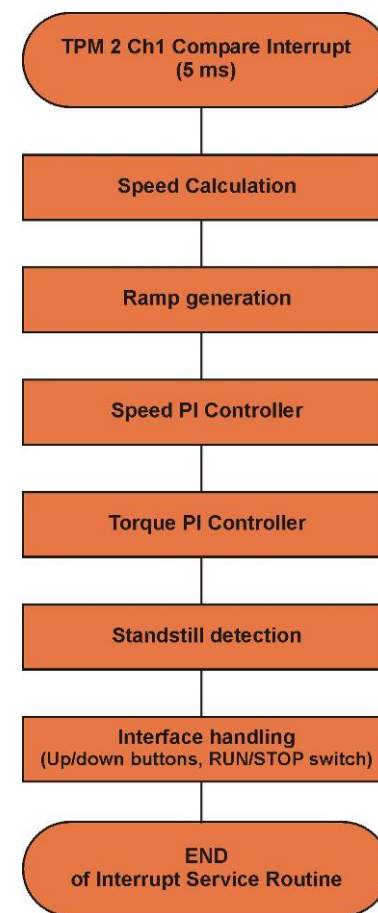 TPM 2 Ch1 Compare Interrupt
(5 ms)
Speed Calculation
Ramp generation
Speed PI Controller
Torque PI Controller
Standstill detection
Interface handling
(Up/down buttons, RUN/STOP switch)
END
of Interrupt Service Routine